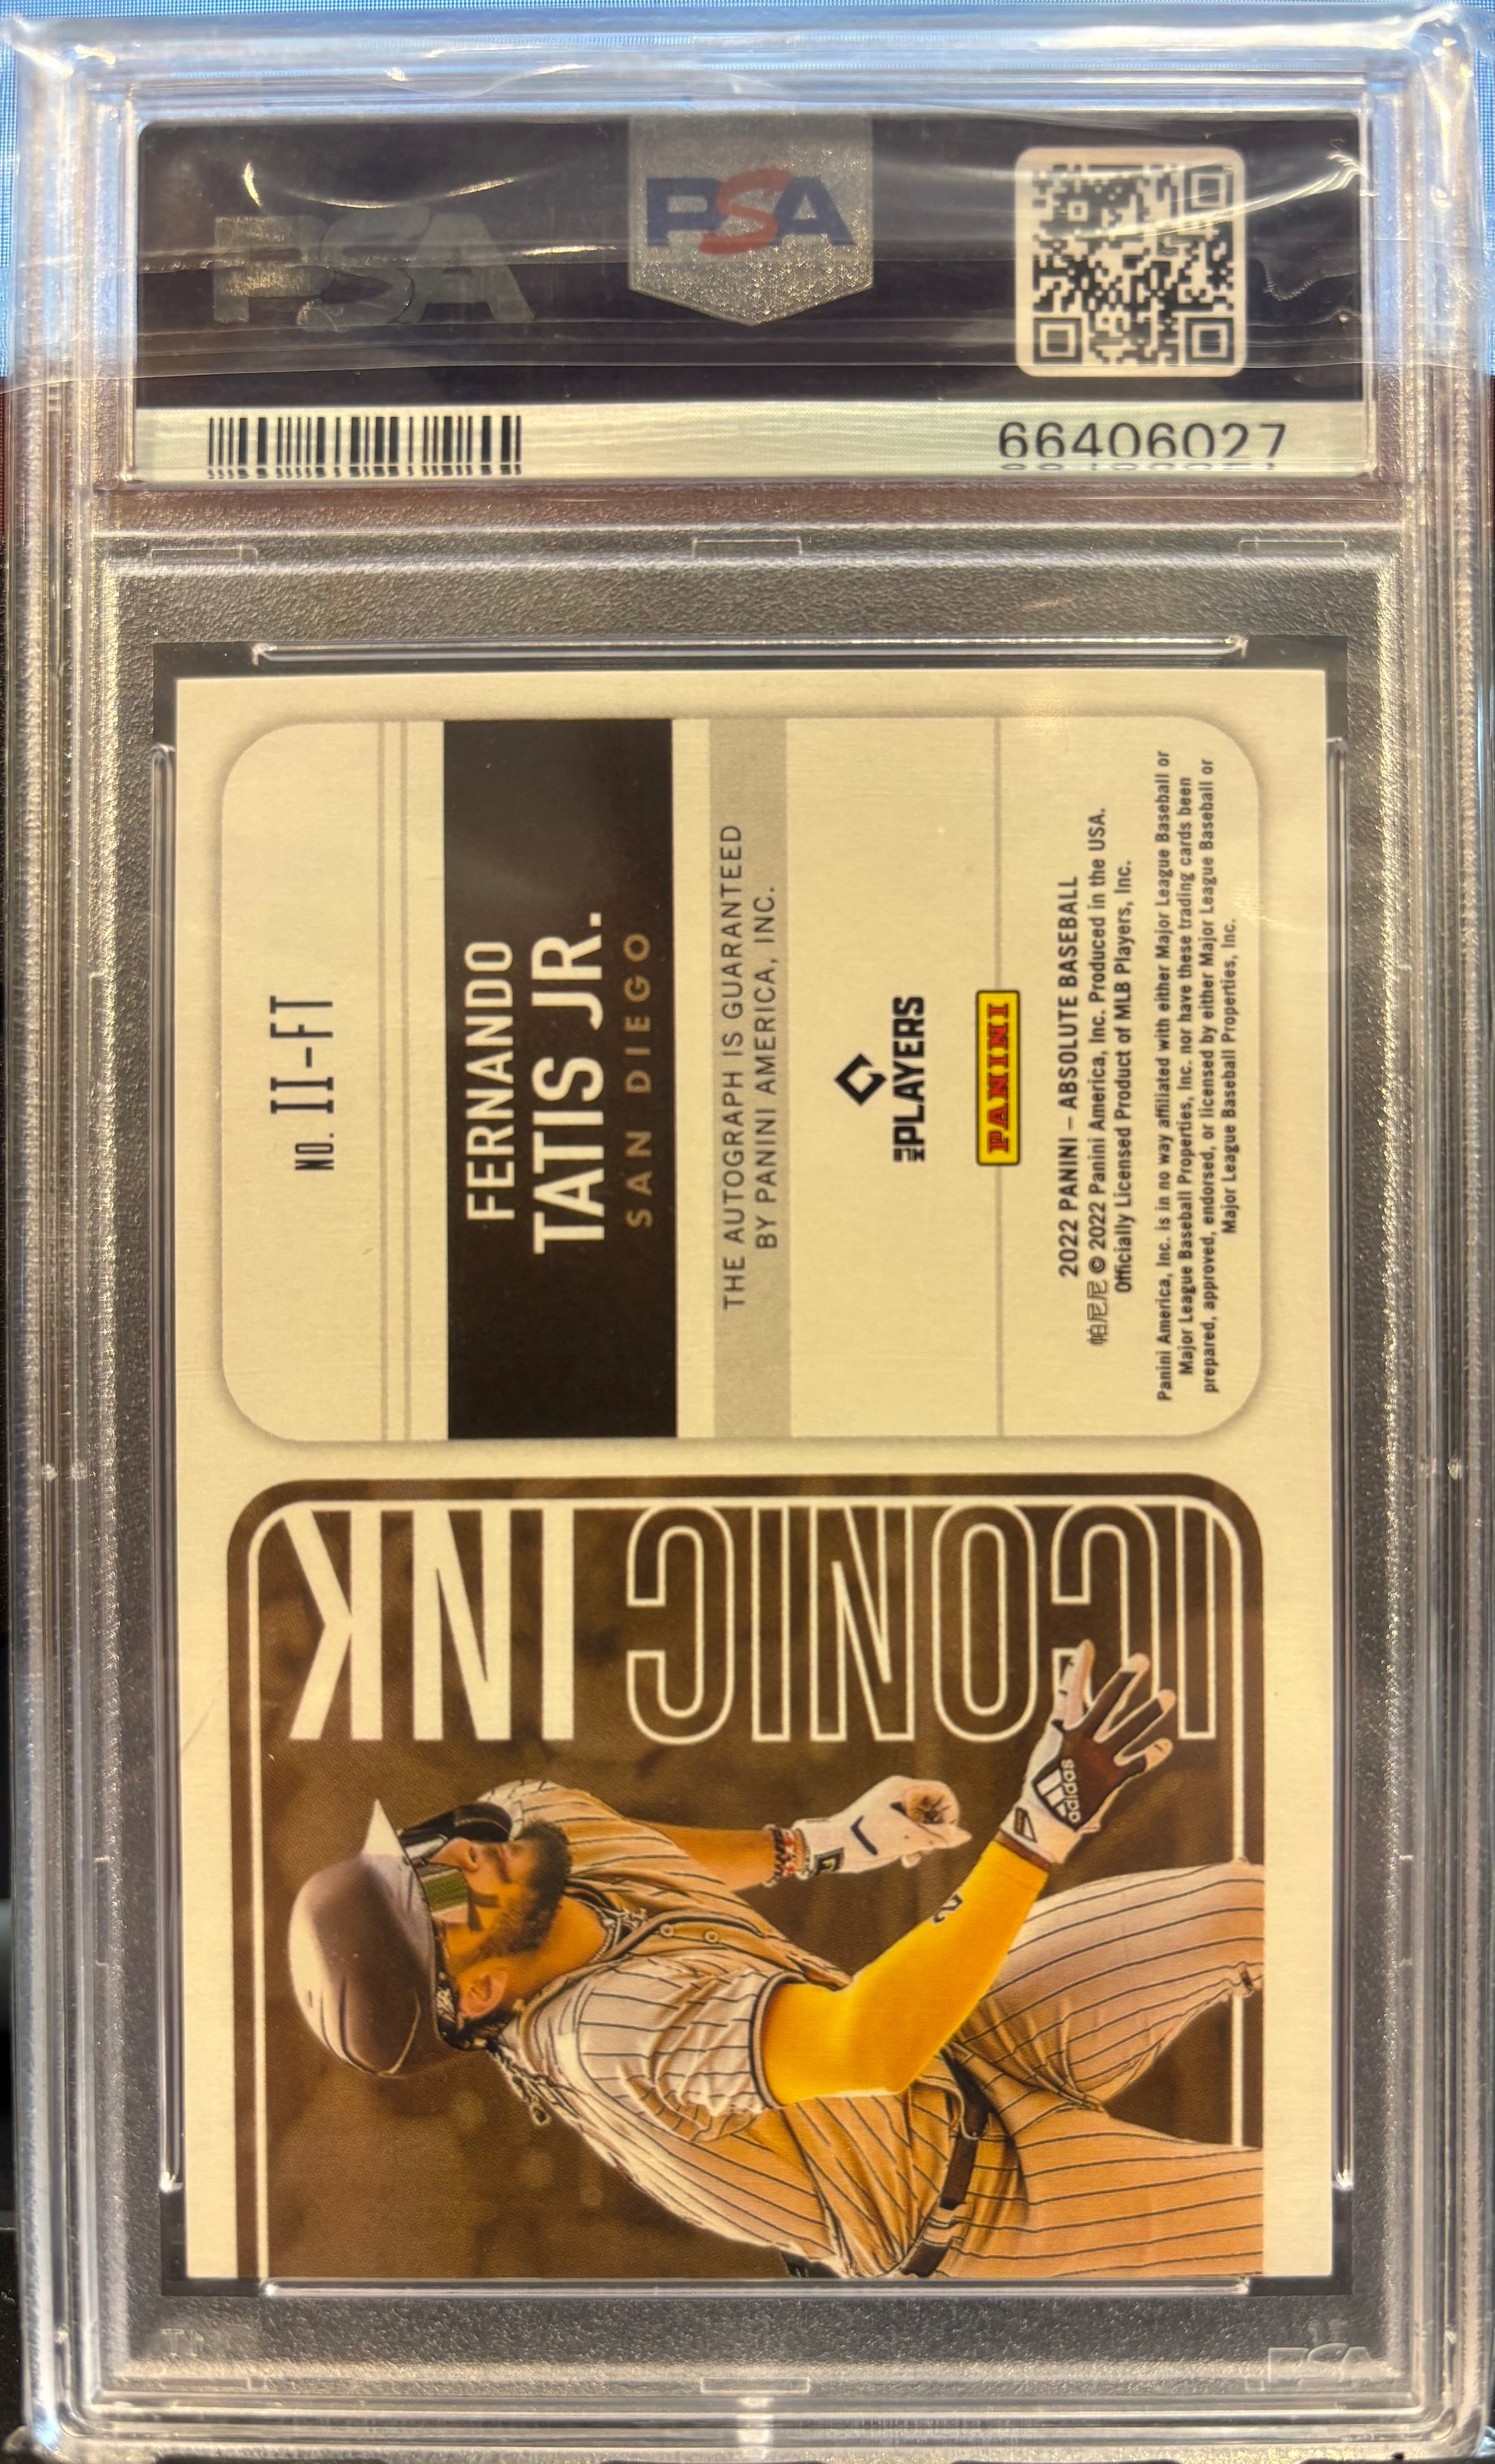 PSA
PSA
66406027
NO. II-FT
FERNANDO
TATIS JR.
SAN DIEGO
THE AUTOGRAPH IS GUARANTEED
BY PANINI AMERICA, INC.
MLB PLAYERS
PANINI
2022 PANINI – ABSOLUTE BASEBALL
帕尼尼 © 2022 Panini America, Inc. Produced in the USA.
Officially Licensed Product of MLB Players, Inc.
Panini America, Inc. is in no way affiliated with either Major League Baseball or
Major League Baseball Properties, Inc. nor have these trading cards been
prepared, approved, endorsed, or licensed by either Major League Baseball or
Major League Baseball Properties, Inc.
ICONIC INK
adidas
2
PSA